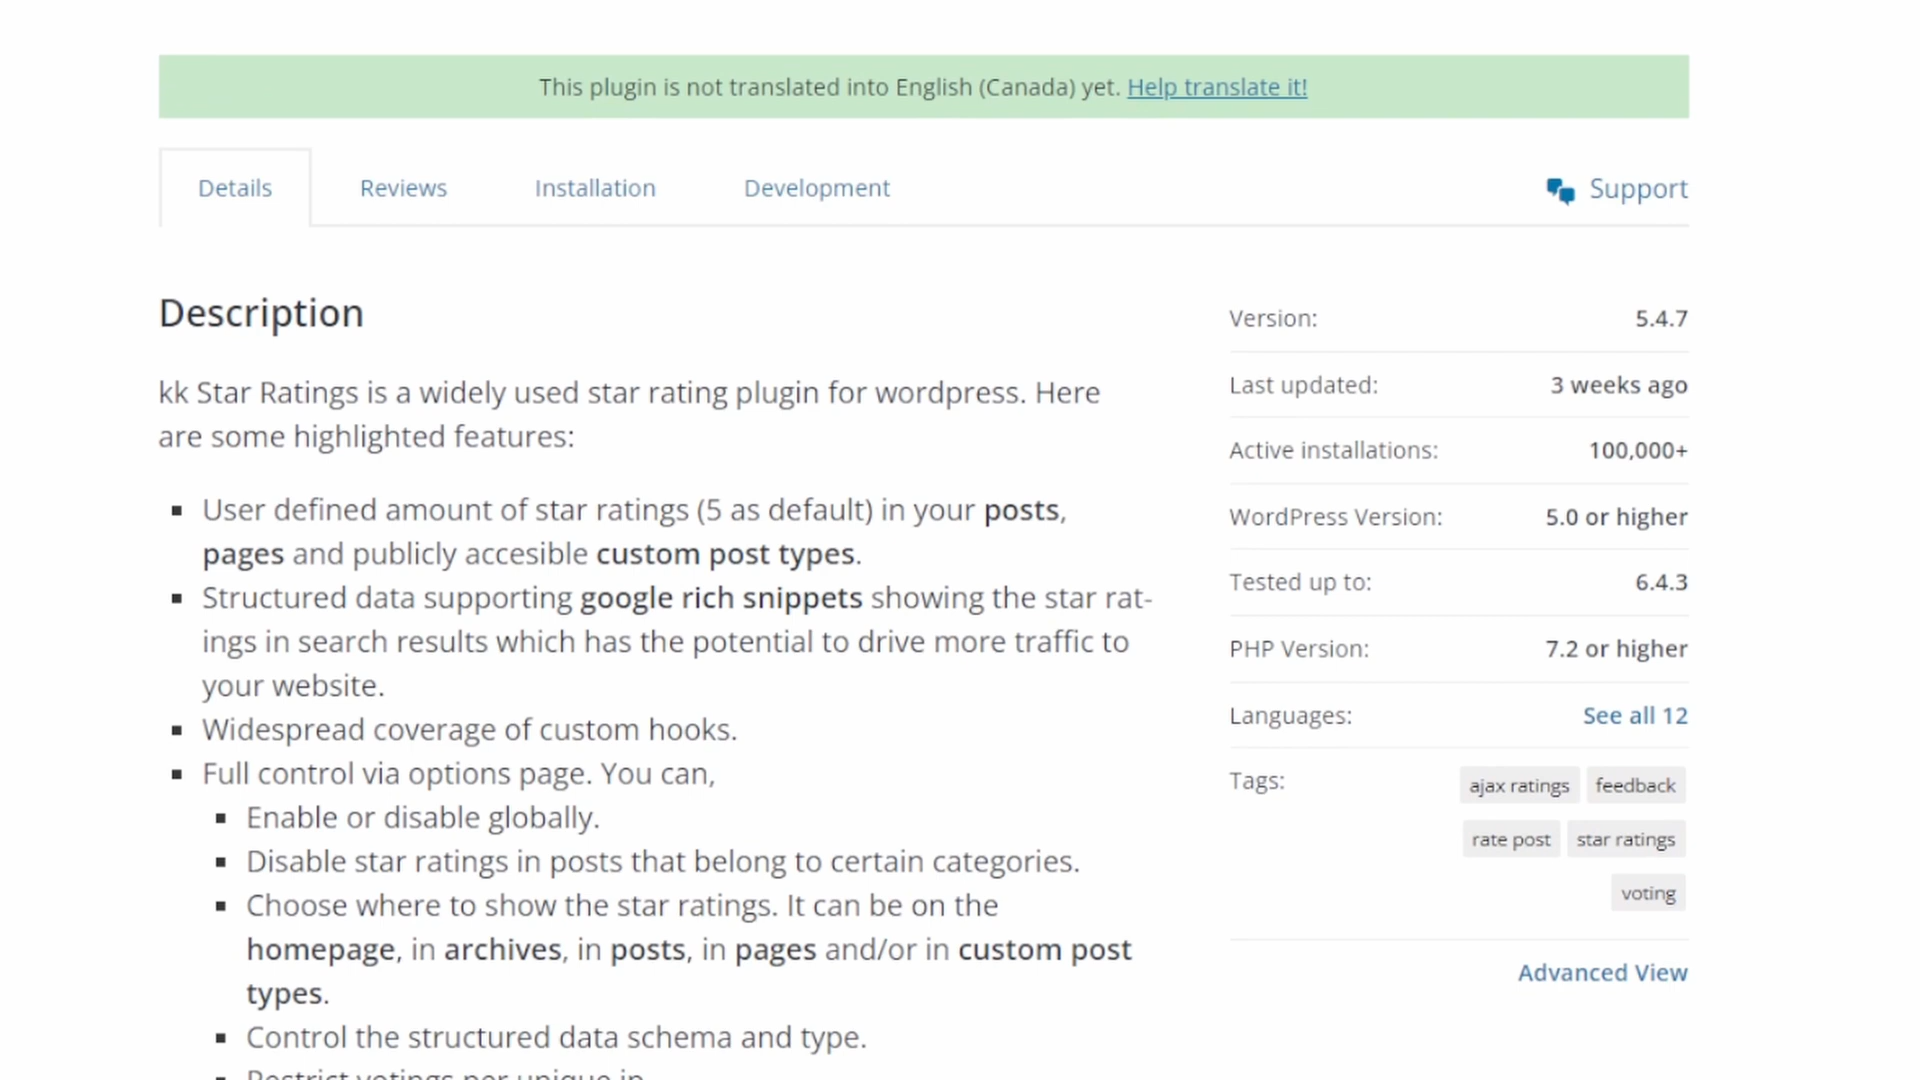 This plugin is not translated into English (Canada) yet. Help translate it!
Details
Reviews
Installation
Development
Support
Description
kk Star Ratings is a widely used star rating plugin for wordpress. Here
are some highlighted features:
User defined amount of star ratings (5 as default) in your posts,
pages and publicly accesible custom post types.
Structured data supporting google rich snippets showing the star rat-
ings in search results which has the potential to drive more traffic to
your website.
Widespread coverage of custom hooks.
Full control via options page. You can,
Enable or disable globally.
Disable star ratings in posts that belong to certain categories.
Choose where to show the star ratings. It can be on the
homepage, in archives, in posts, in pages and/or in custom post
types.
Control the structured data schema and type.
Restrict votings per unique ip
Version: 5.4.7
Last updated: 3 weeks ago
Active installations: 100,000+
WordPress Version: 5.0 or higher
Tested up to: 6.4.3
PHP Version: 7.2 or higher
Languages: See all 12
Tags: ajax ratings feedback
rate post star ratings
voting
Advanced View